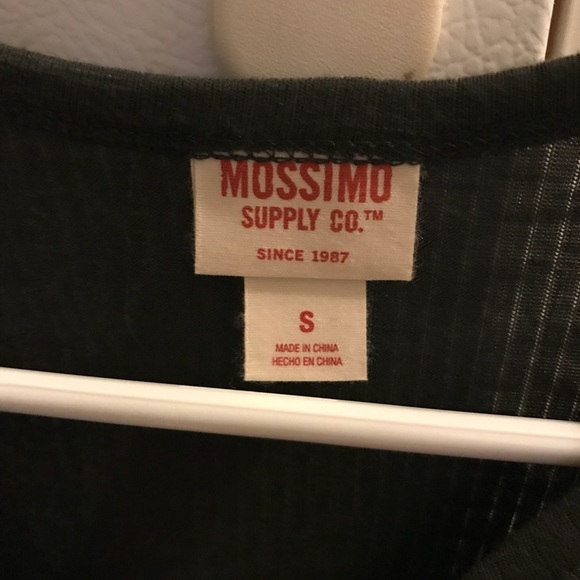 MOSSIMO
SUPPLY CO.™
SINCE 1987
S
MADE IN CHINA
HECHO EN CHINA